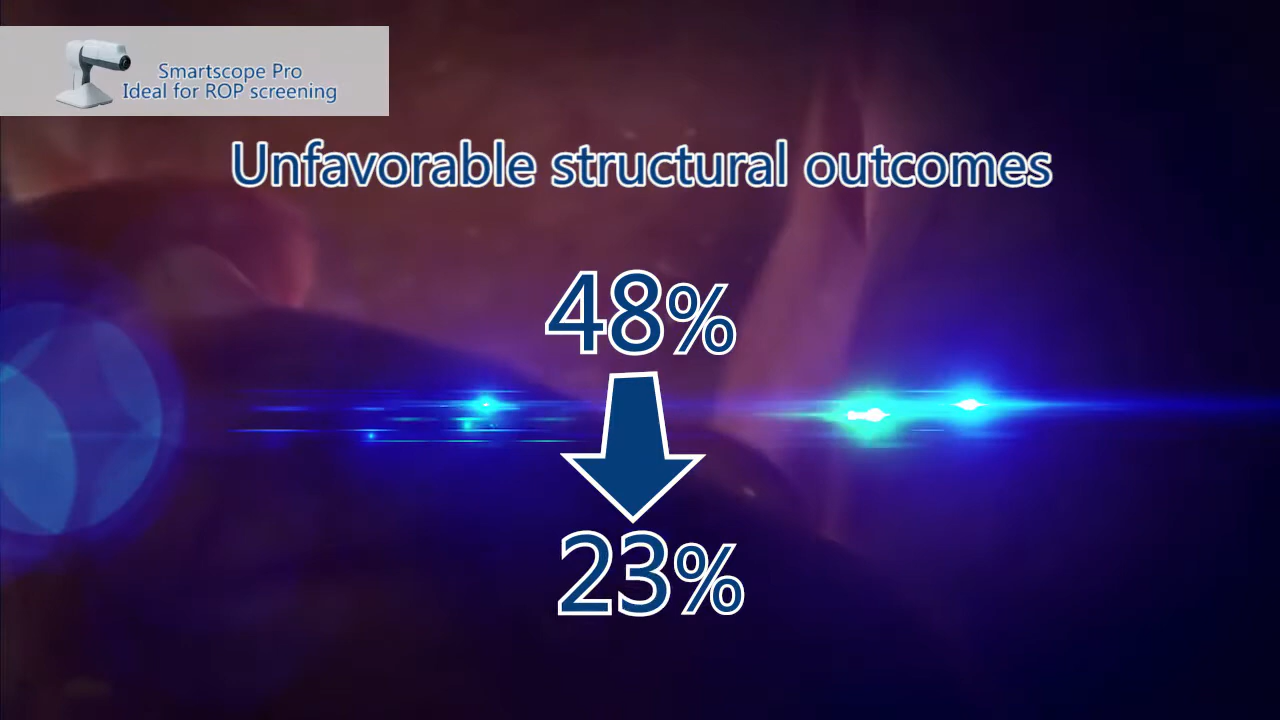 Smartscope Pro
Ideal for ROP screening
Unfavorable structural outcomes
48%
23%